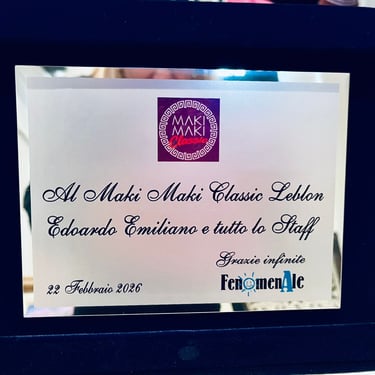 MAKI
MAKI
Classic
Al Maki Maki Classic Leblon
Edoardo Emiliano e tutto lo Staff
Grazie infinite
22 Febbraio 2026
FenomenAle